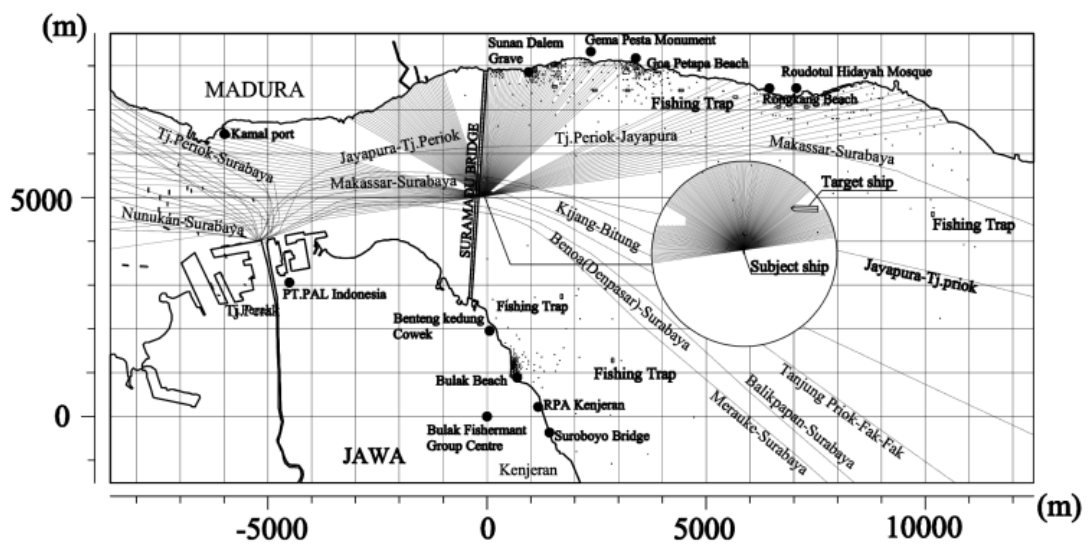 (m)
Gema Pesta Monument
Sunan Dalem
Grave
Goa Petapa Beach
Roudotul Hidayah Mosque
MADURA
Fishing Trap
Rongkang Beach
Kamal port
Tj.Periok-Surabaya
Jayapura-Tj.Periok
SURAMADU BRIDGE
Tj.Periok-Jayapura
Makassar-Surabaya
Makassar-Surabaya
Target ship
5000
Nunukan-Surabaya
Kijang-Bitung
Fishing Trap
Subject ship
Benoa(Denpasar)-Surabaya
Jayapura-Tj.priok
PT.PAL Indonesia
Fishing Trap
Benteng kedung
Cowek
Fishing Trap
Bulak Beach
Tanjung Priok-Fak-Fak
Balikpapan-Surabaya
Merauke-Surabaya
0
RPA Kenjeran
Bulak Fishermant
Group Centre
Suroboyo Bridge
JAWA
Kenjeran
-5000
0
5000
10000
(m)